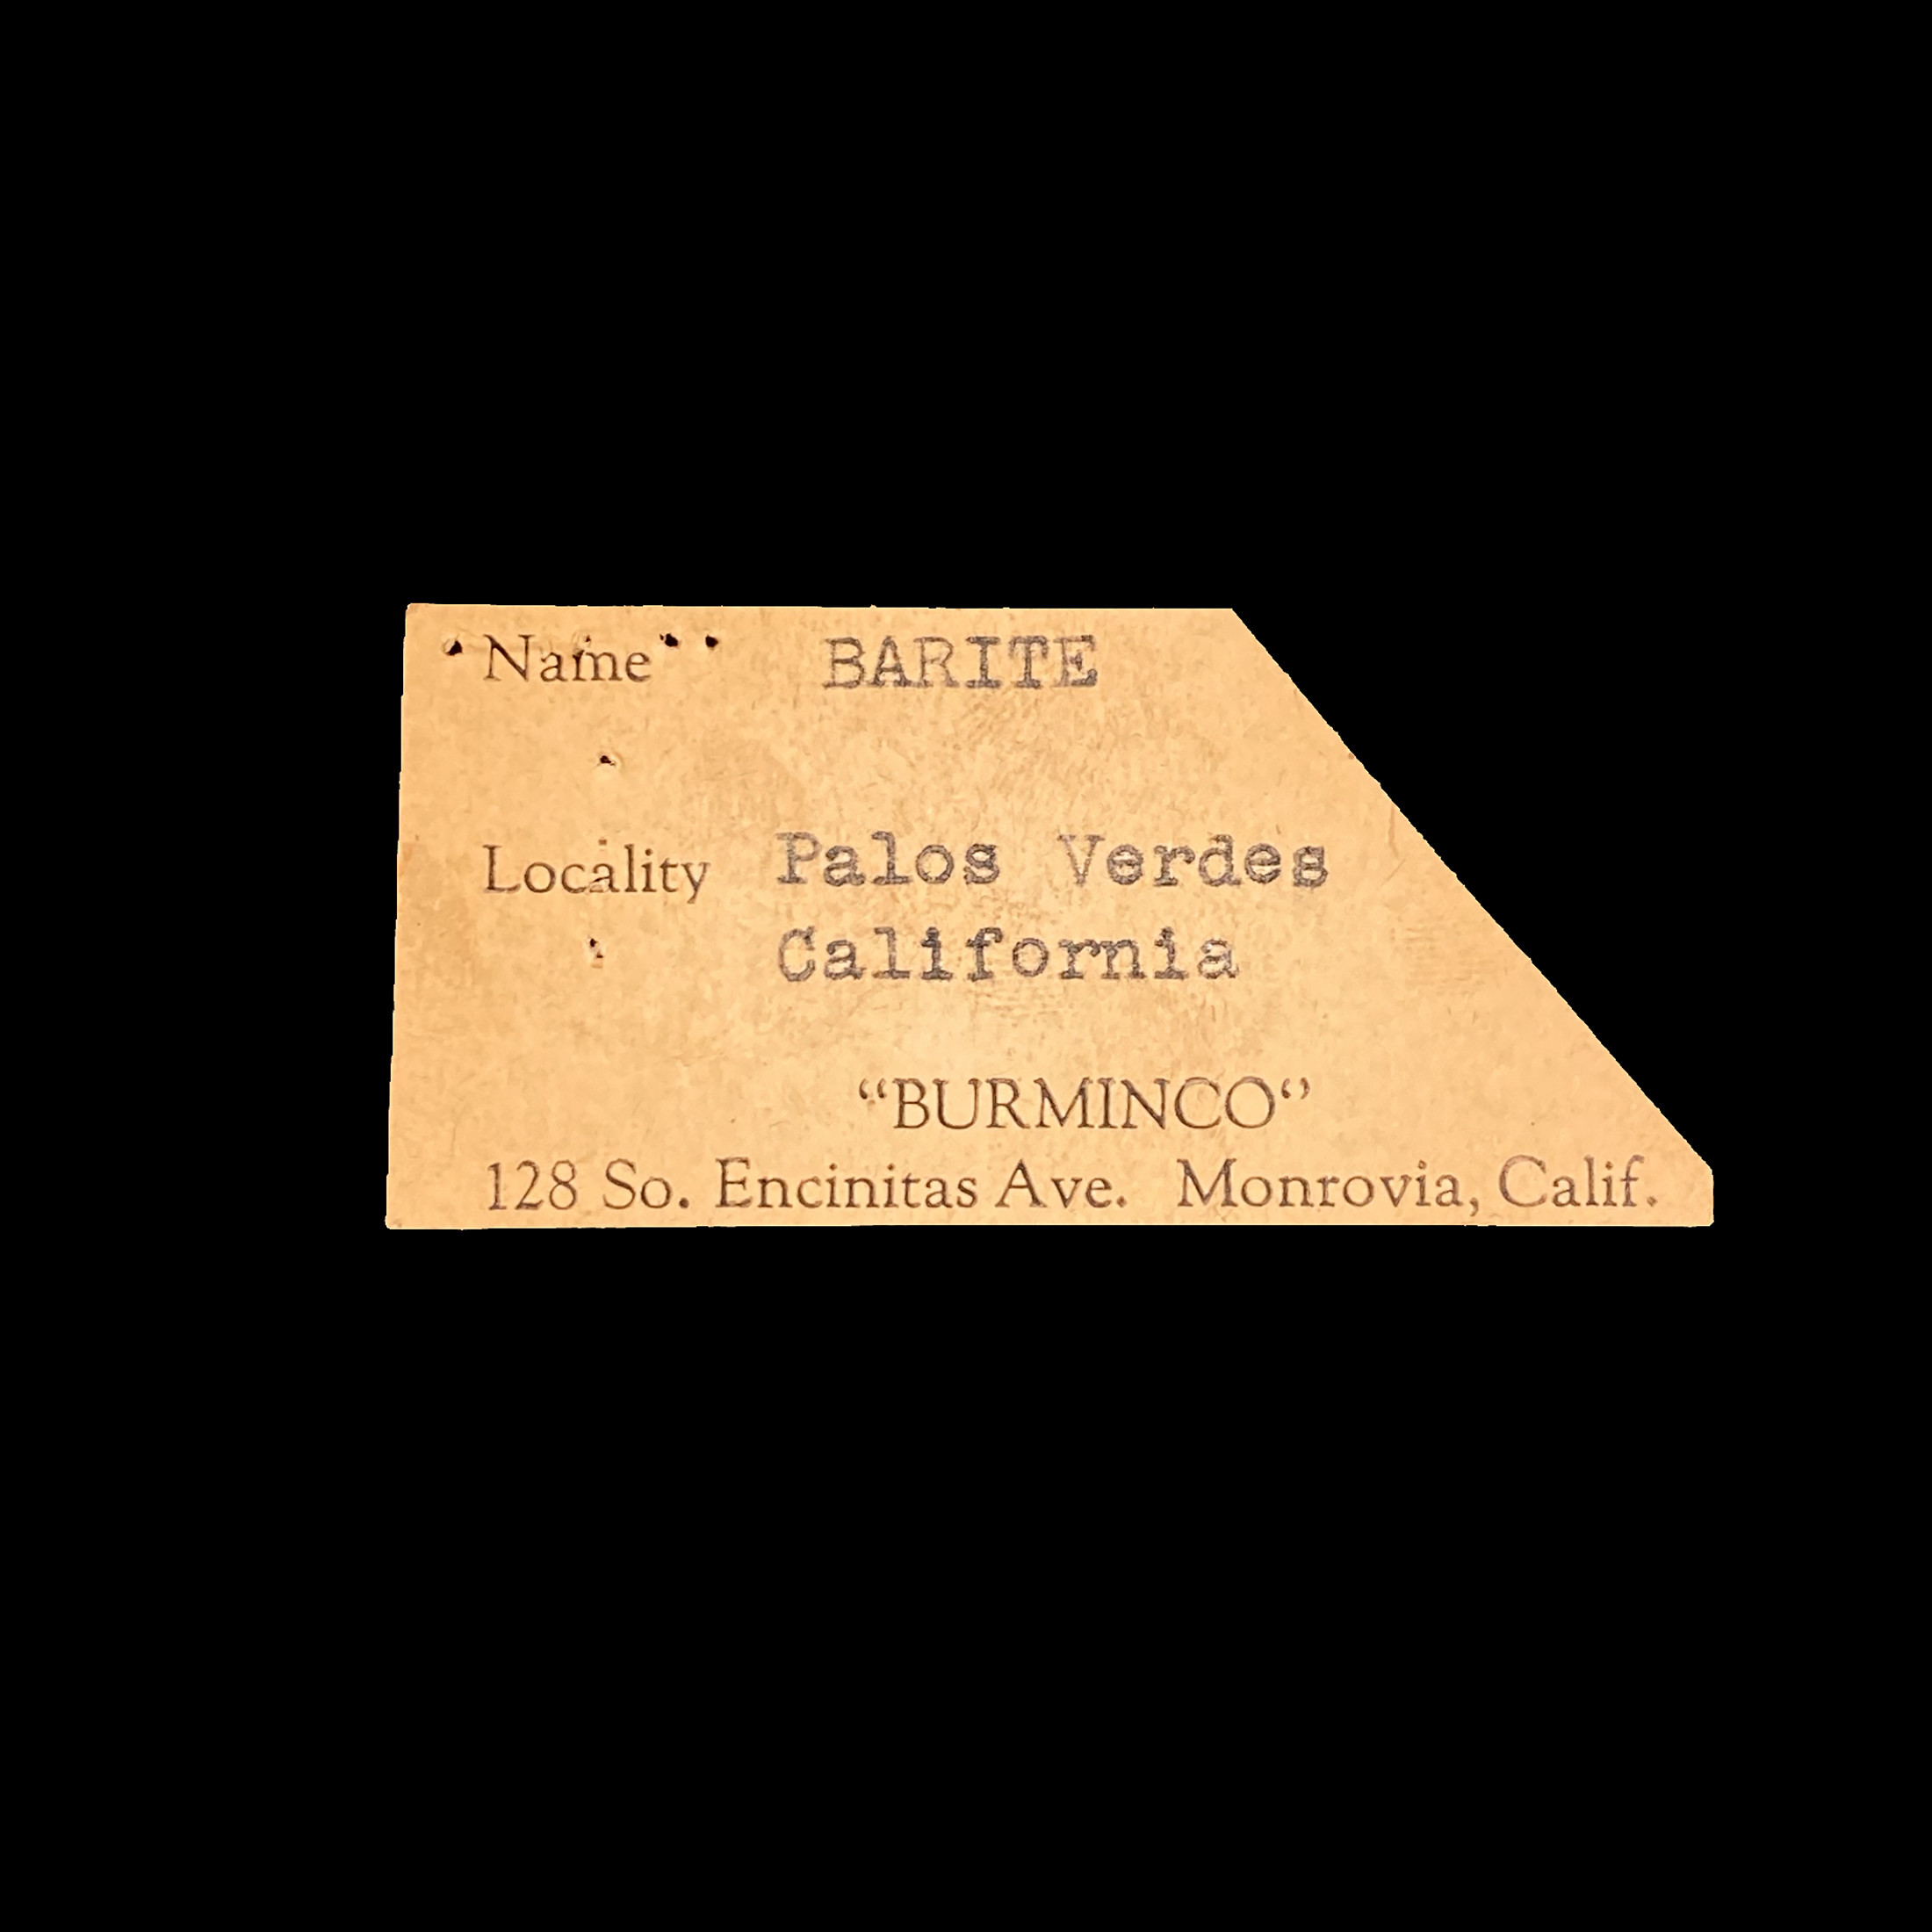 Name BARITE
Locality Palos Verdes
California
“BURMINCO‘’
128 So. Encinitas Ave. Monrovia, Calif.